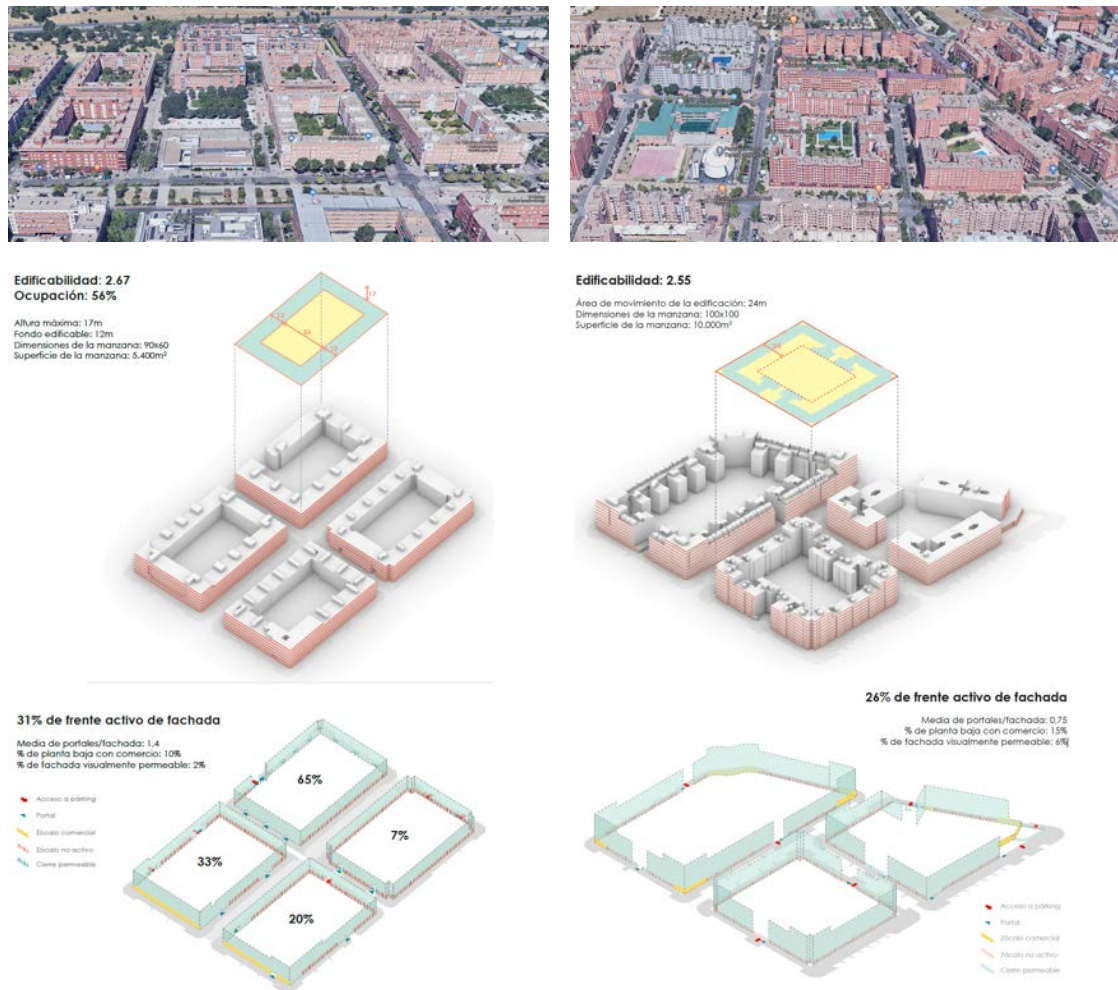 Edificabilidad: 2.67
Ocupación: 56%
Altura máxima: 17m
Fondo edificable: 12m
Dimensiones de la manzana: 90x60
Superficie de la manzana: 5.400m²
17
12
36
12
Edificabilidad: 2.55
Área de movimiento de la edificación: 24m
Dimensiones de la manzana: 100x100
Superficie de la manzana: 10.000m²
24
31% de frente activo de fachada
Media de portales/fachada: 1,4
% de planta baja con comercio: 10%
% de fachada visualmente permeable: 2%
Acceso a párking
Portal
Zócalo comercial
Zócalo no activo
Cierre permeable
65%
7%
33%
20%
26% de frente activo de fachada
Media de portales/fachada: 0,75
% de planta baja con comercio: 15%
% de fachada visualmente permeable: 6%
Acceso a párking
Portal
Zócalo comercial
Zócalo no activo
Cierre permeable